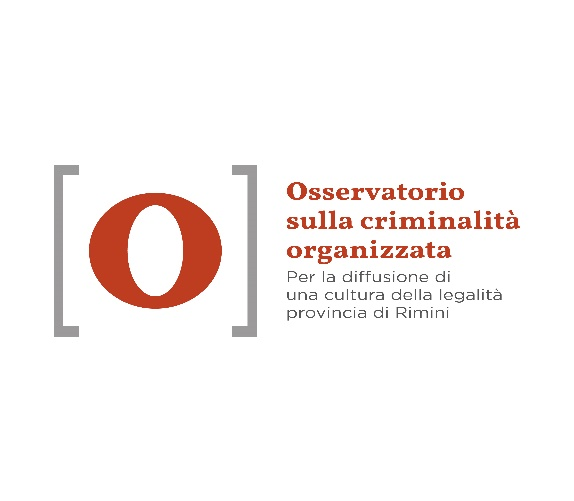 [O]
Osservatorio
sulla criminalità
organizzata
Per la diffusione di
una cultura della legalità
provincia di Rimini